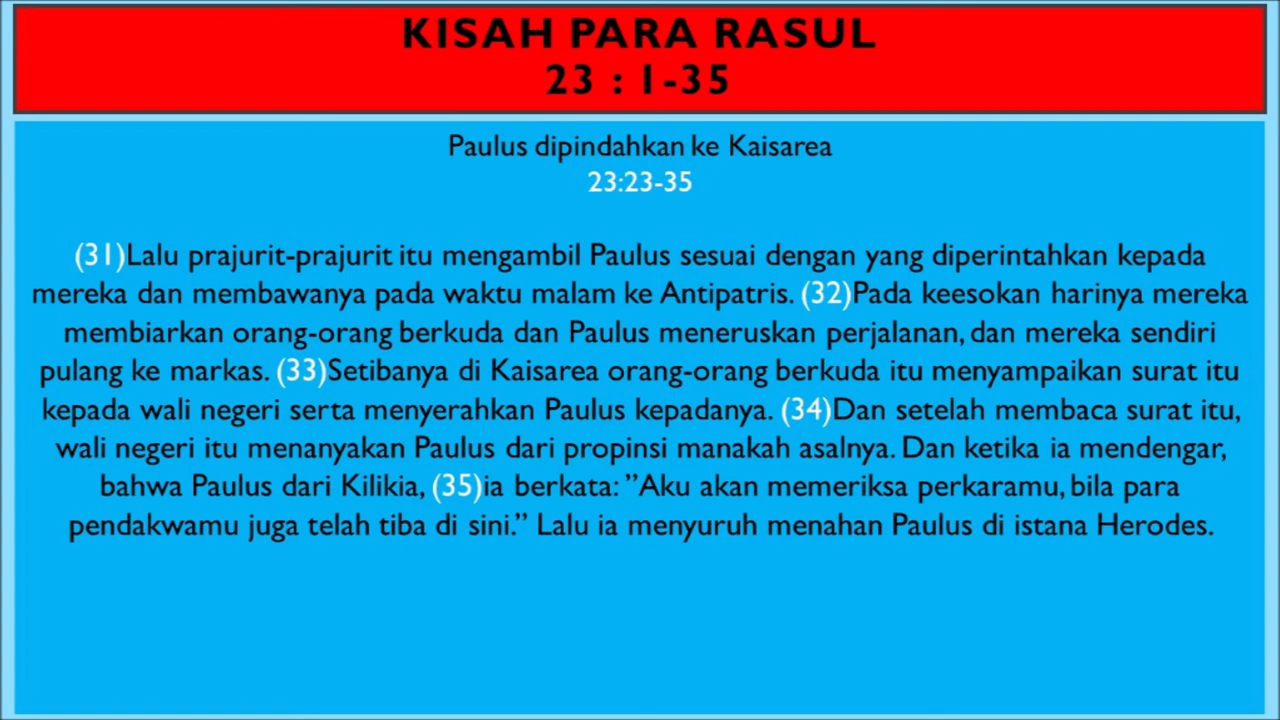 KISAH PARA RASUL
23 : 1-35
Paulus dipindahkan ke Kaisarea
23:23-35
(31)Lalu prajurit-prajurit itu mengambil Paulus sesuai dengan yang diperintahkan kepada
mereka dan membawanya pada waktu malam ke Antipatris. (32)Pada keesokan harinya mereka
membiarkan orang-orang berkuda dan Paulus meneruskan perjalanan, dan mereka sendiri
pulang ke markas. (33)Setibanya di Kaisarea orang-orang berkuda itu menyampaikan surat itu
kepada wali negeri serta menyerahkan Paulus kepadanya. (34)Dan setelah membaca surat itu,
wali negeri itu menanyakan Paulus dari propinsi manakah asalnya. Dan ketika ia mendengar,
bahwa Paulus dari Kilikia, (35)ia berkata: ”Aku akan memeriksa perkaramu, bila para
pendakwamu juga telah tiba di sini.” Lalu ia menyuruh menahan Paulus di istana Herodes.